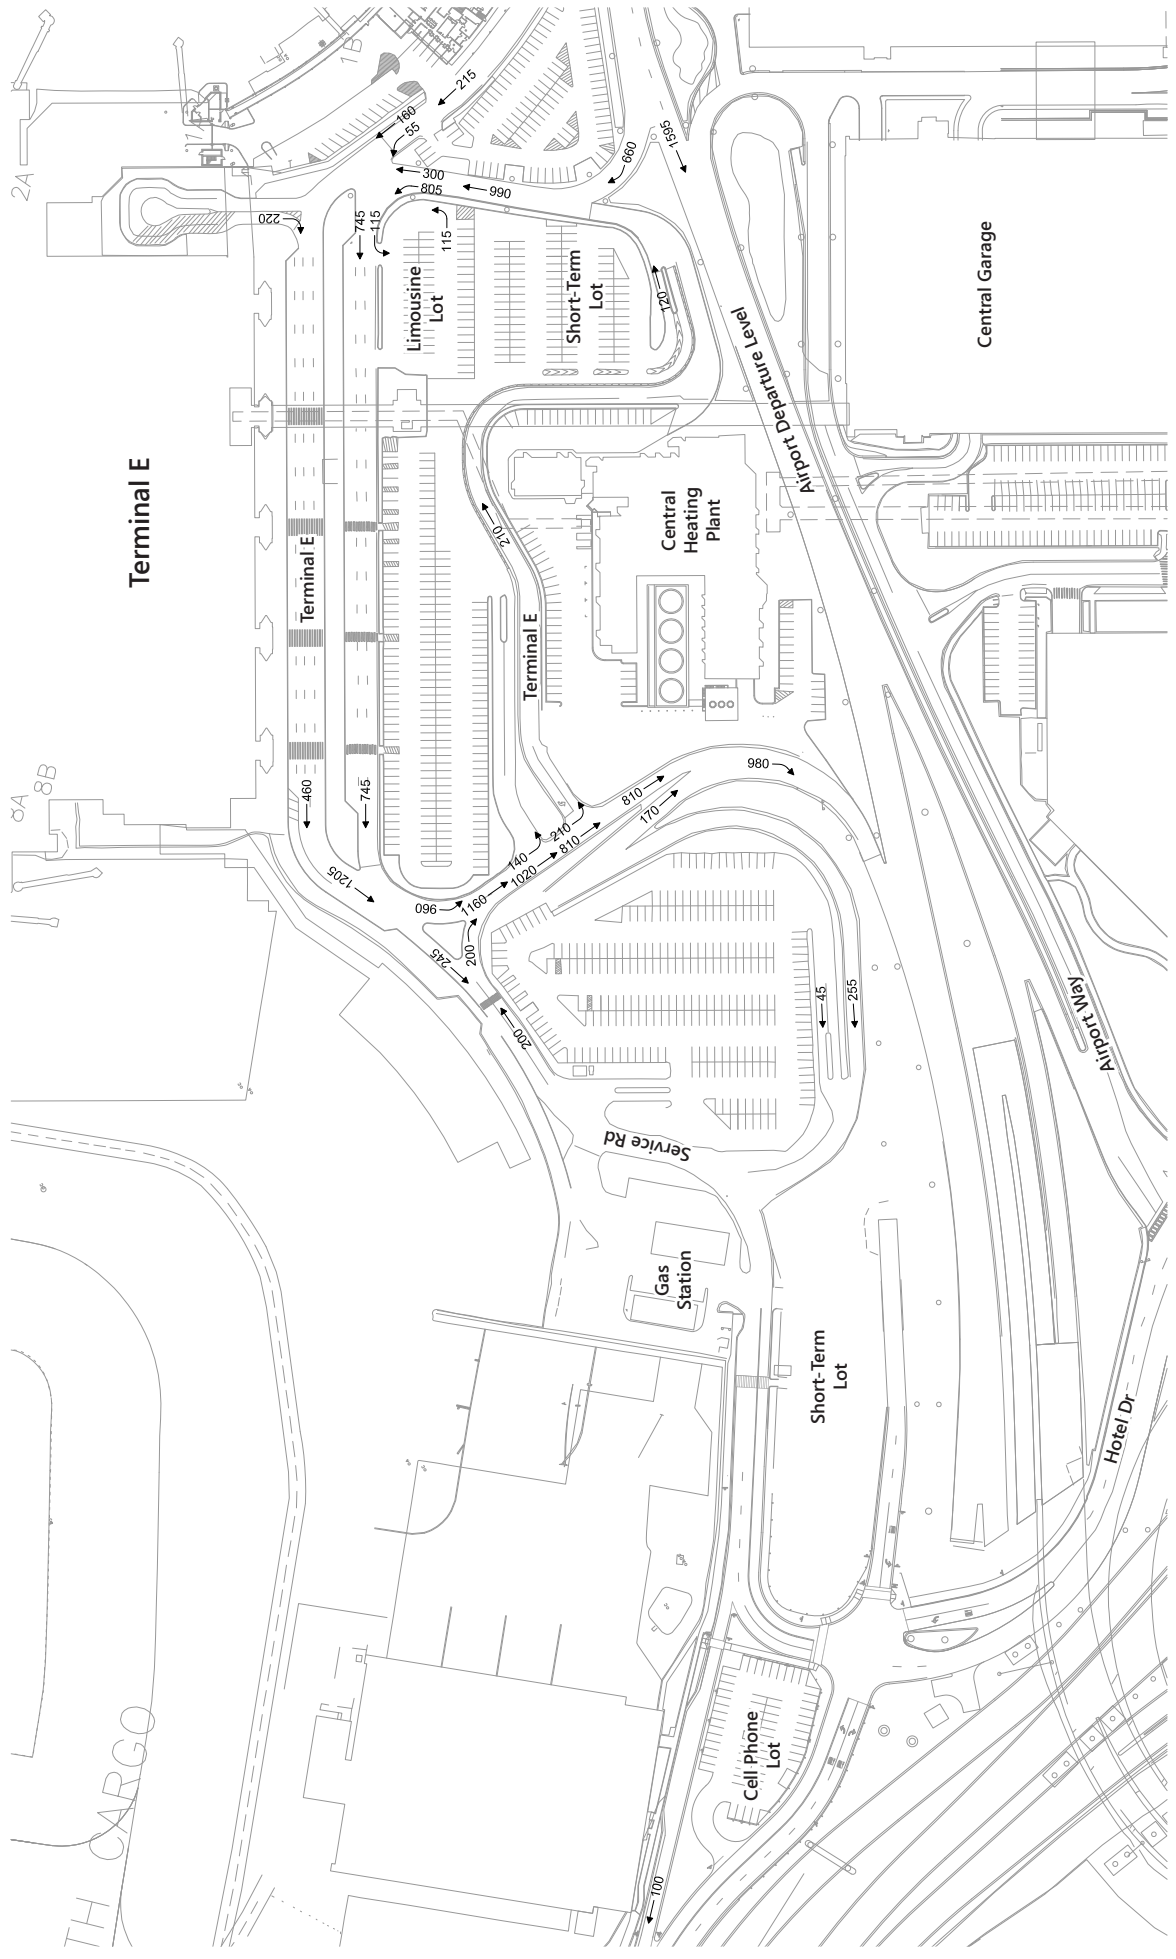 2A
1B
215
160
55
300
805
990
660
1595
220
745
115
115
120
Limousine
Lot
Short-Term
Lot
Central Garage
Airport Departure Level
Terminal E
Terminal E
210
Terminal E
Central
Heating
Plant
8B
460
745
980
810
170
210
810
140
1020
1205
960
1160
200
245
200
45
255
Airport Way
Service Rd
Gas
Station
Short-Term
Lot
Hotel Dr
CARGO
TH
Cell Phone
Lot
100